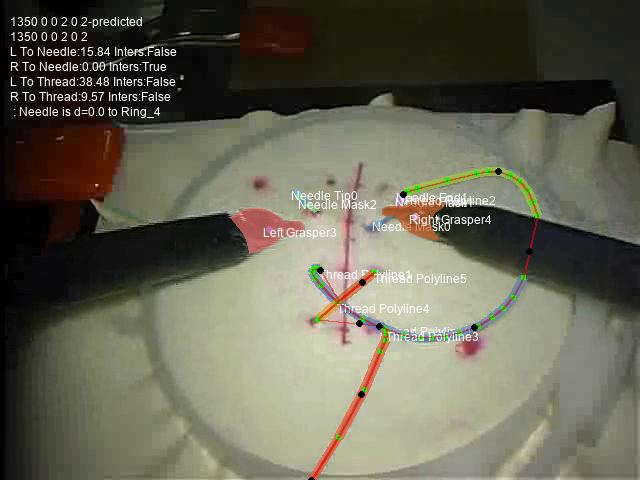 1350 0 0 2 0 2-predicted
1350 0 0 2 0 2
L To Needle:15.84 Inters:False
R To Needle:0.00 Inters:True
L To Thread:38.48 Inters:False
R To Thread:9.57 Inters:False
: Needle is d=0.0 to Ring_4
Needle Tip0
Needle Mask2
Needle End1
Right Grasper4
Needle Mask0
Left Grasper3
Thread Polyline1
Thread Polyline5
Thread Polyline4
Thread Polyline3